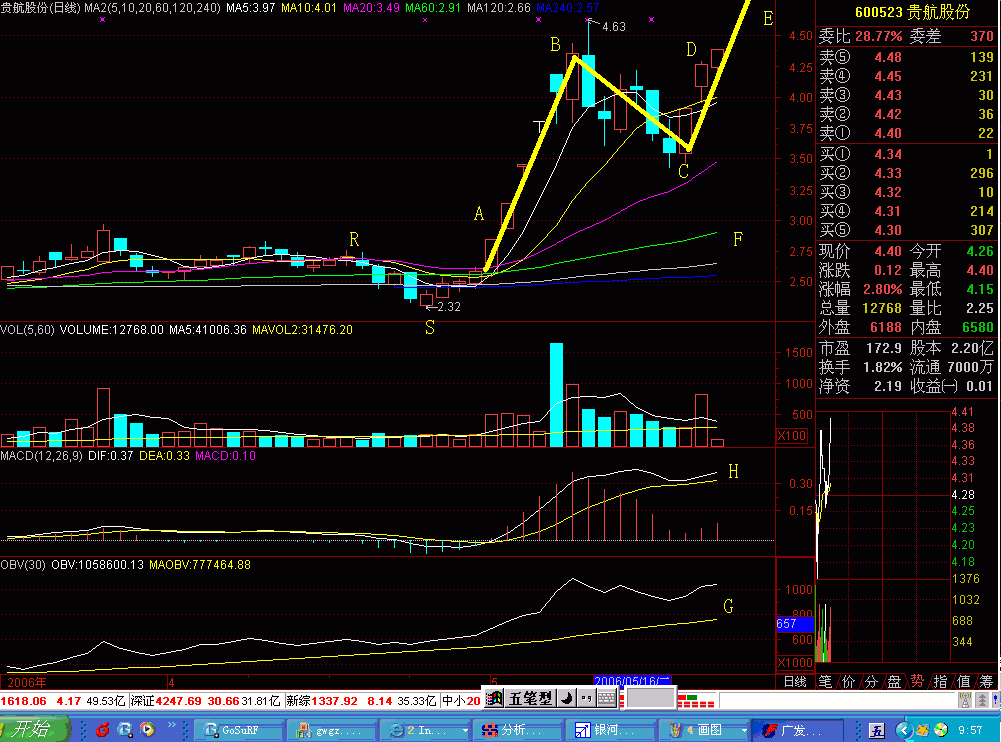 贵航股份(日线) MA2(5,10,20,60,120,240) MA5:3.97 MA10:4.01 MA20:3.49 MA60:2.91 MA120:2.66 MA240:2.57
E
4.63
B
D
T
C
A
R
F
2.32
S
4.50
4.25
4.00
3.75
3.50
3.25
3.00
2.75
2.50
VOL(5,60) VOLUME:12768.00 MA5:41006.36 MAVOL2:31476.20
1500
1000
500
X100
MACD(12,26,9) DIF:0.37 DEA:0.33 MACD:0.10
H
0.30
0.15
OBV(30) OBV:1058600.13 MAOBV:777464.88
G
1000
800
657
600
X1000
2006年 4 5 2006/05/16(二) 日线
600523 贵航股份
委比 28.77% 委差 370
卖⑤ 4.48 139
卖④ 4.45 231
卖③ 4.43 30
卖② 4.42 36
卖① 4.40 22
买① 4.34 1
买② 4.33 296
买③ 4.32 10
买④ 4.31 214
买⑤ 4.30 307
现价 4.40 今开 4.26
涨跌 0.12 最高 4.40
涨幅 2.80% 最低 4.15
总量 12768 量比 2.25
外盘 6188 内盘 6580
市盈 172.9 股本 2.20亿
换手 1.82% 流通 7000万
净资 2.19 收益㈠ 0.01
4.41
4.38
4.36
4.33
4.31
4.28
4.25
4.23
4.20
4.18
1376
1032
688
344
笔 价 分 盘 势 指 值 筹
1618.06 4.17 49.53亿 深证 4247.69 30.66 31.81亿 新综 1337.92 8.14 35.33亿 中小20
五笔型
开始 GoSuRF gwgz... 2 In... 分析... 银河... 4 画图 广发... 五 9:57